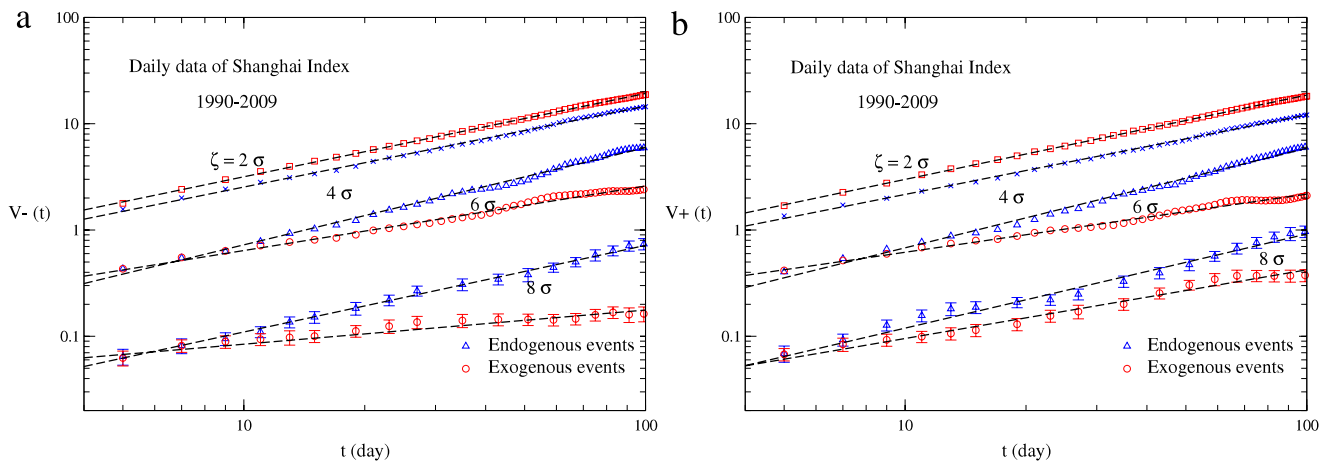 a
100
10
1
0.1
V- (t)
Daily data of Shanghai Index
1990-2009
ζ = 2 σ
4 σ
6 σ
8 σ
Endogenous events
Exogenous events
10
100
t (day)
b
100
10
1
0.1
V+ (t)
Daily data of Shanghai Index
1990-2009
ζ = 2 σ
4 σ
6 σ
8 σ
Endogenous events
Exogenous events
10
100
t (day)